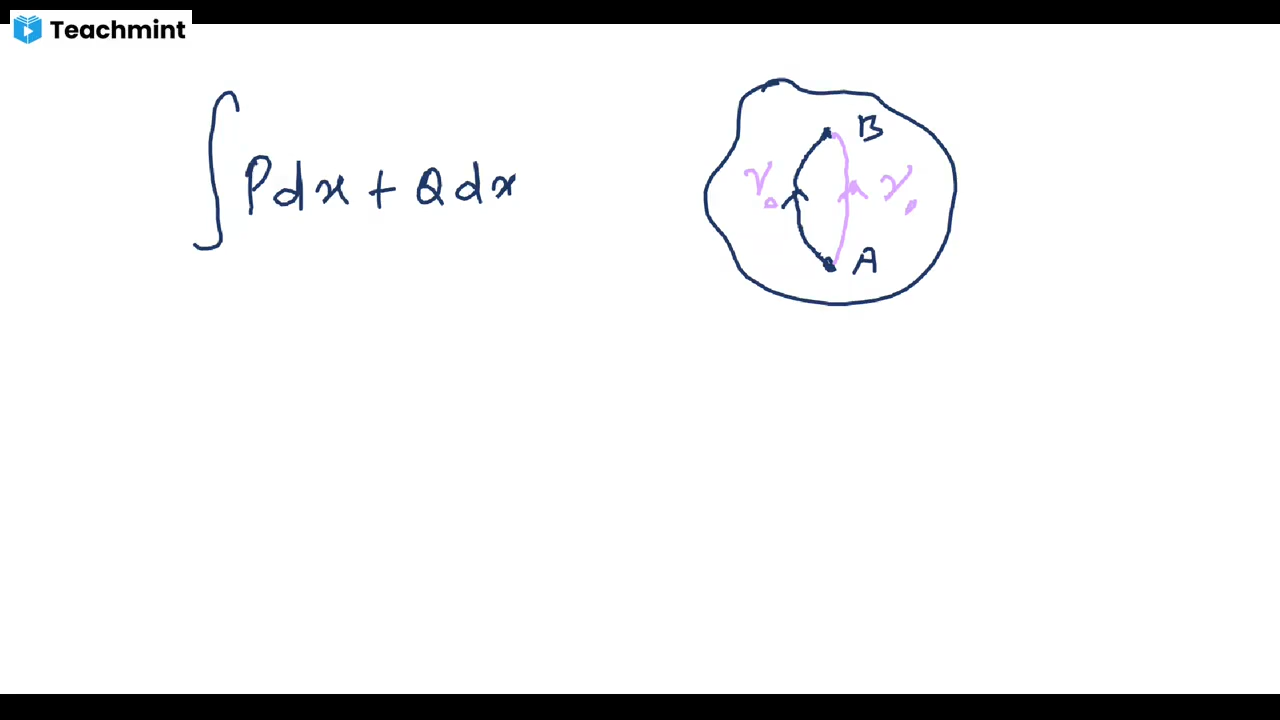 Teachmint
∫ Pdx + Qdx
B
γ₀ γ₁
A